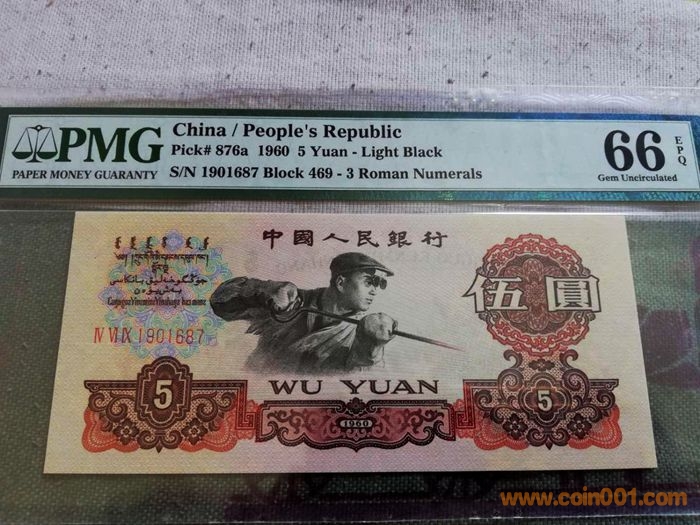 PMG
PAPER MONEY GUARANTY
China / People's Republic
Pick# 876a 1960 5 Yuan - Light Black
S/N 1901687 Block 469 - 3 Roman Numerals
66 EPQ
Gem Uncirculated
中國人民銀行
伍圓
IV VI IX 1901687
WU YUAN
5
1960
5
www.coin001.com